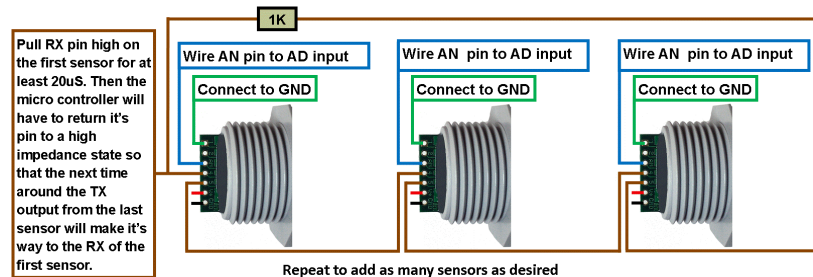 1K
Pull RX pin high on
the first sensor for at
least 20uS. Then the
micro controller will
have to return it's
pin to a high
impedance state so
that the next time
around the TX
output from the last
sensor will make it's
way to the RX of the
first sensor.
Wire AN pin to AD input
Connect to GND
Wire AN pin to AD input
Connect to GND
Wire AN pin to AD input
Connect to GND
Repeat to add as many sensors as desired